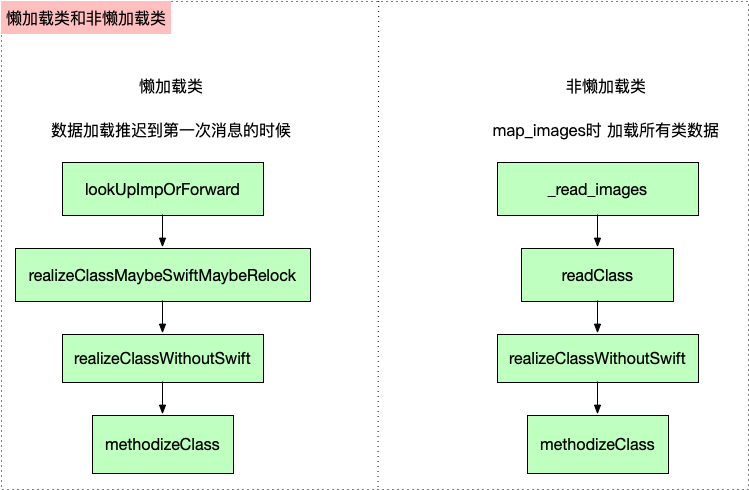 懒加载类和非懒加载类
懒加载类
数据加载推迟到第一次消息的时候
lookUpImpOrForward
realizeClassMaybeSwiftMaybeRelock
realizeClassWithoutSwift
methodizeClass
非懒加载类
map_images时 加载所有类数据
_read_images
readClass
realizeClassWithoutSwift
methodizeClass